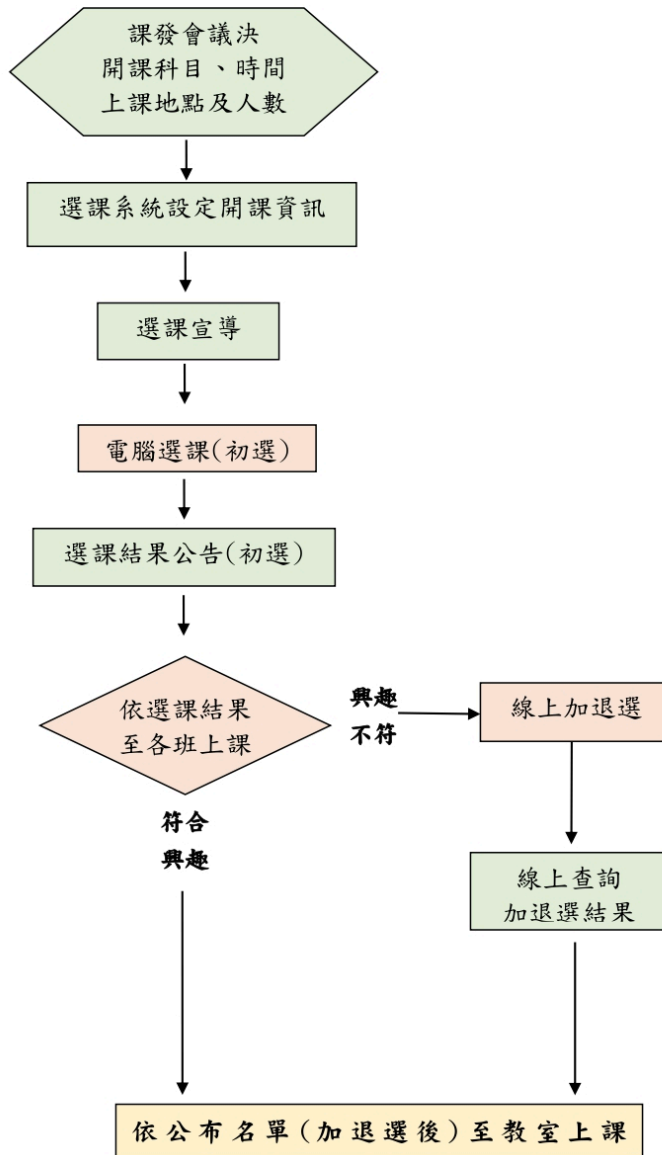 課發會議決
開課科目、時間
上課地點及人數
選課系統設定開課資訊
選課宣導
電腦選課(初選)
選課結果公告(初選)
依選課結果
至各班上課
興趣
不符
線上加退選
符合
興趣
線上查詢
加退選結果
依公布名單(加退選後)至教室上課